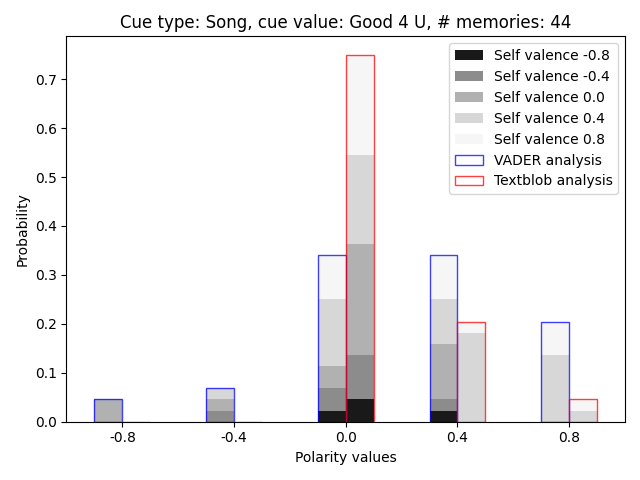 Cue type: Song, cue value: Good 4 U, # memories: 44
Self valence -0.8
Self valence -0.4
Self valence 0.0
Self valence 0.4
Self valence 0.8
VADER analysis
Textblob analysis
Probability
0.7
0.6
0.5
0.4
0.3
0.2
0.1
0.0
-0.8 -0.4 0.0 0.4 0.8
Polarity values